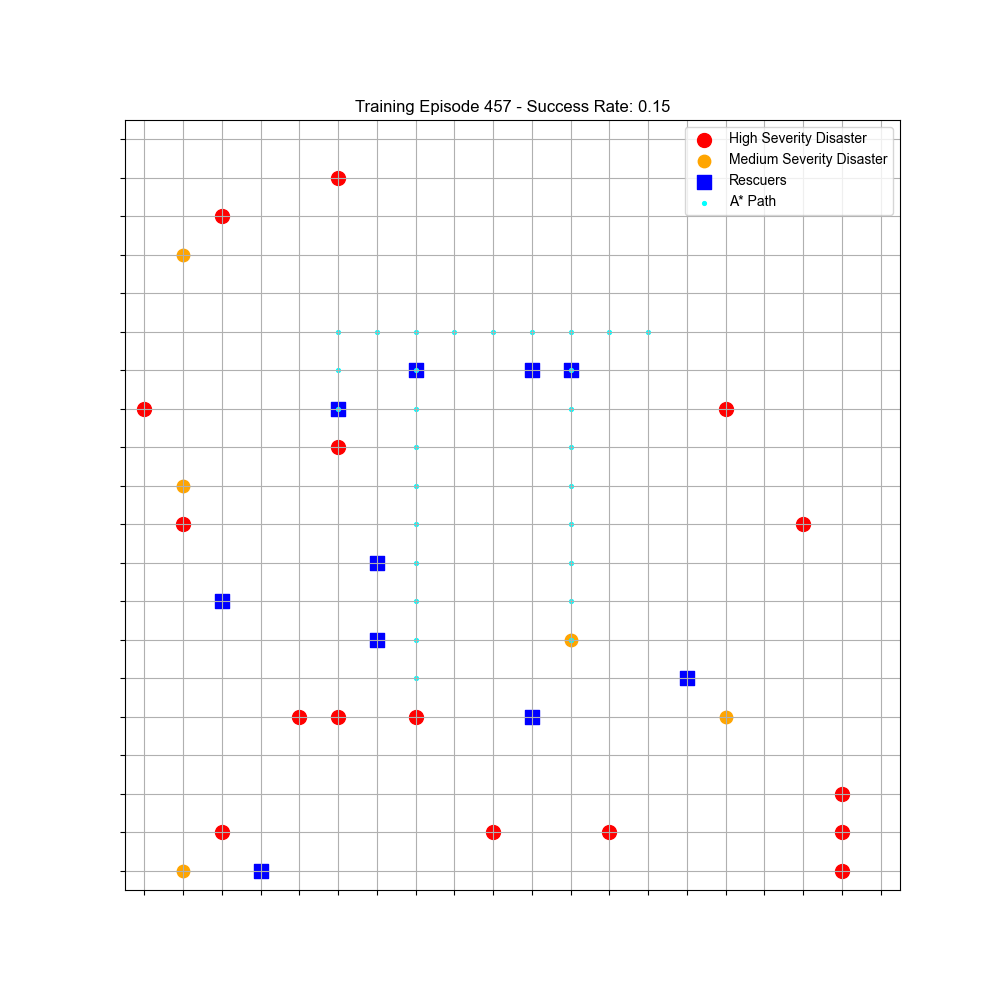 Training Episode 457 - Success Rate: 0.15
High Severity Disaster
Medium Severity Disaster
Rescuers
A* Path